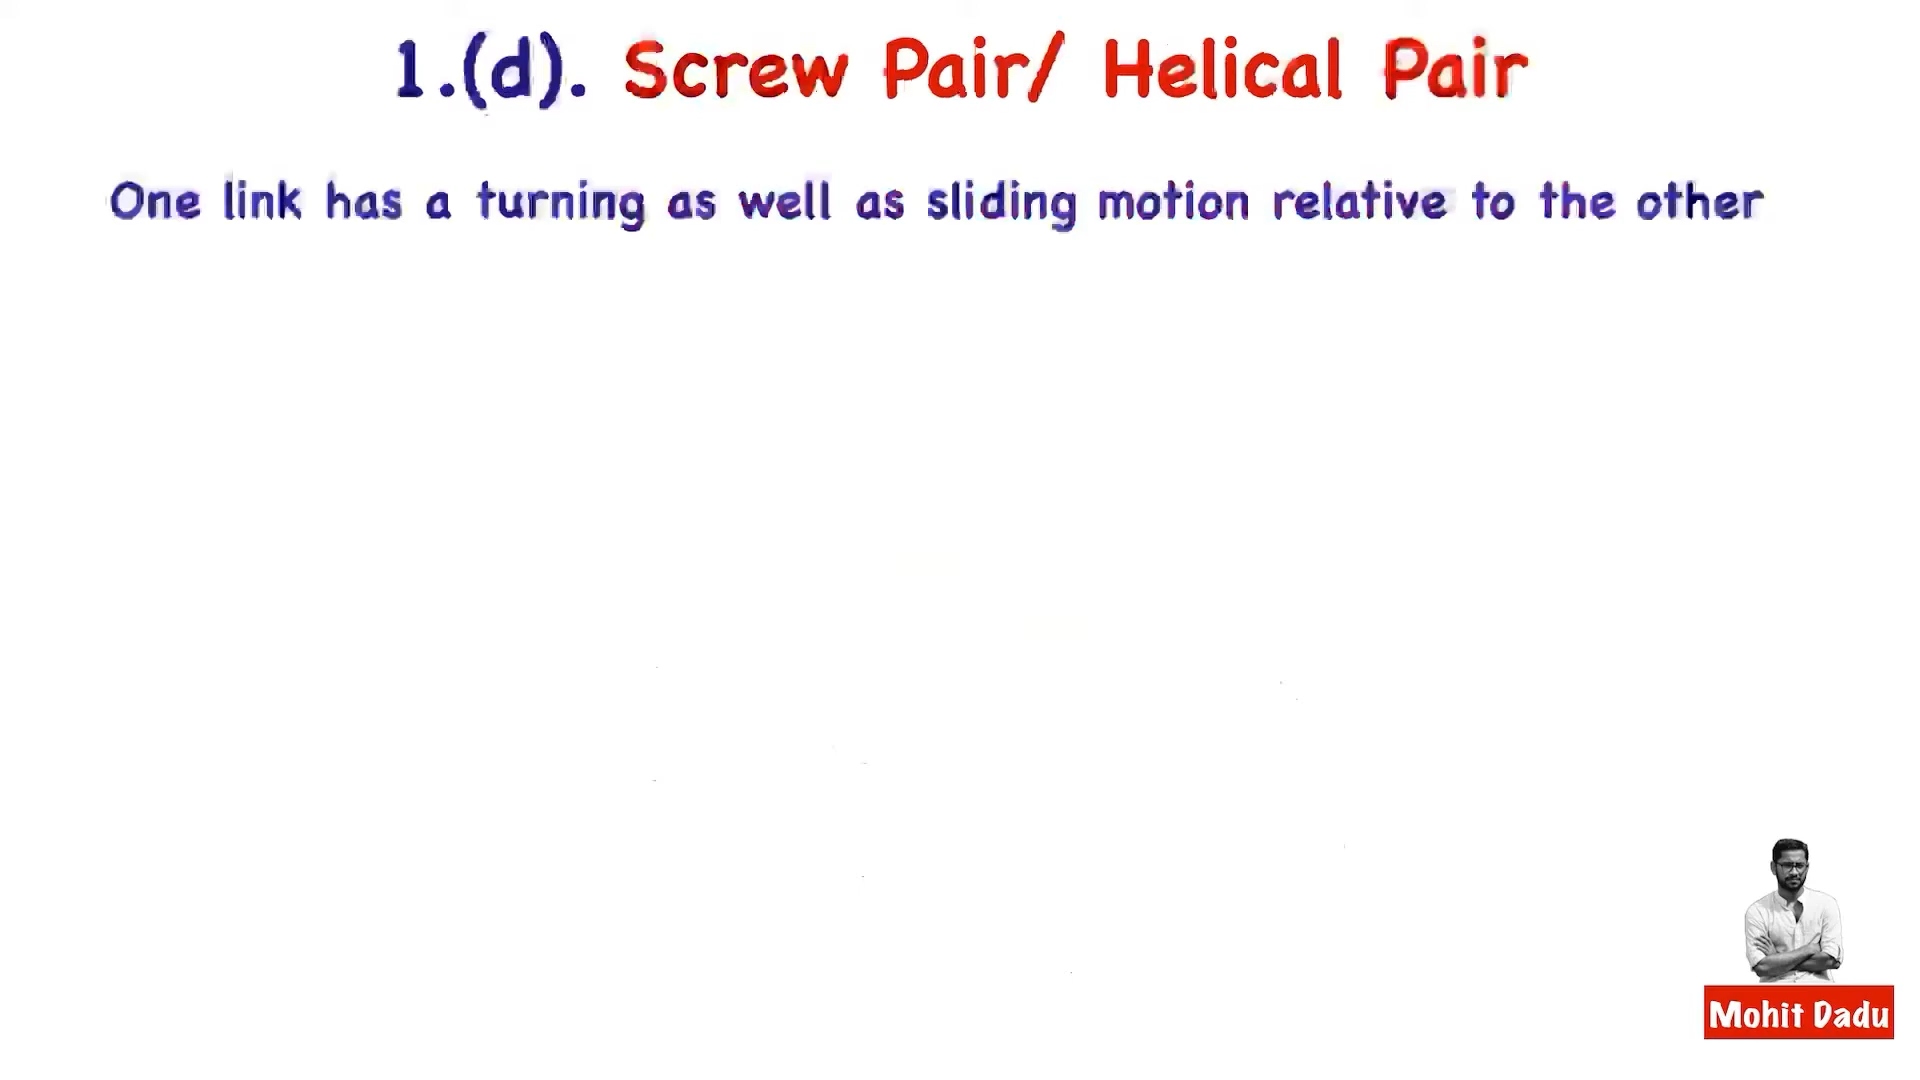 1.(d). Screw Pair/ Helical Pair
One link has a turning as well as sliding motion relative to the other
Mohit Dadu